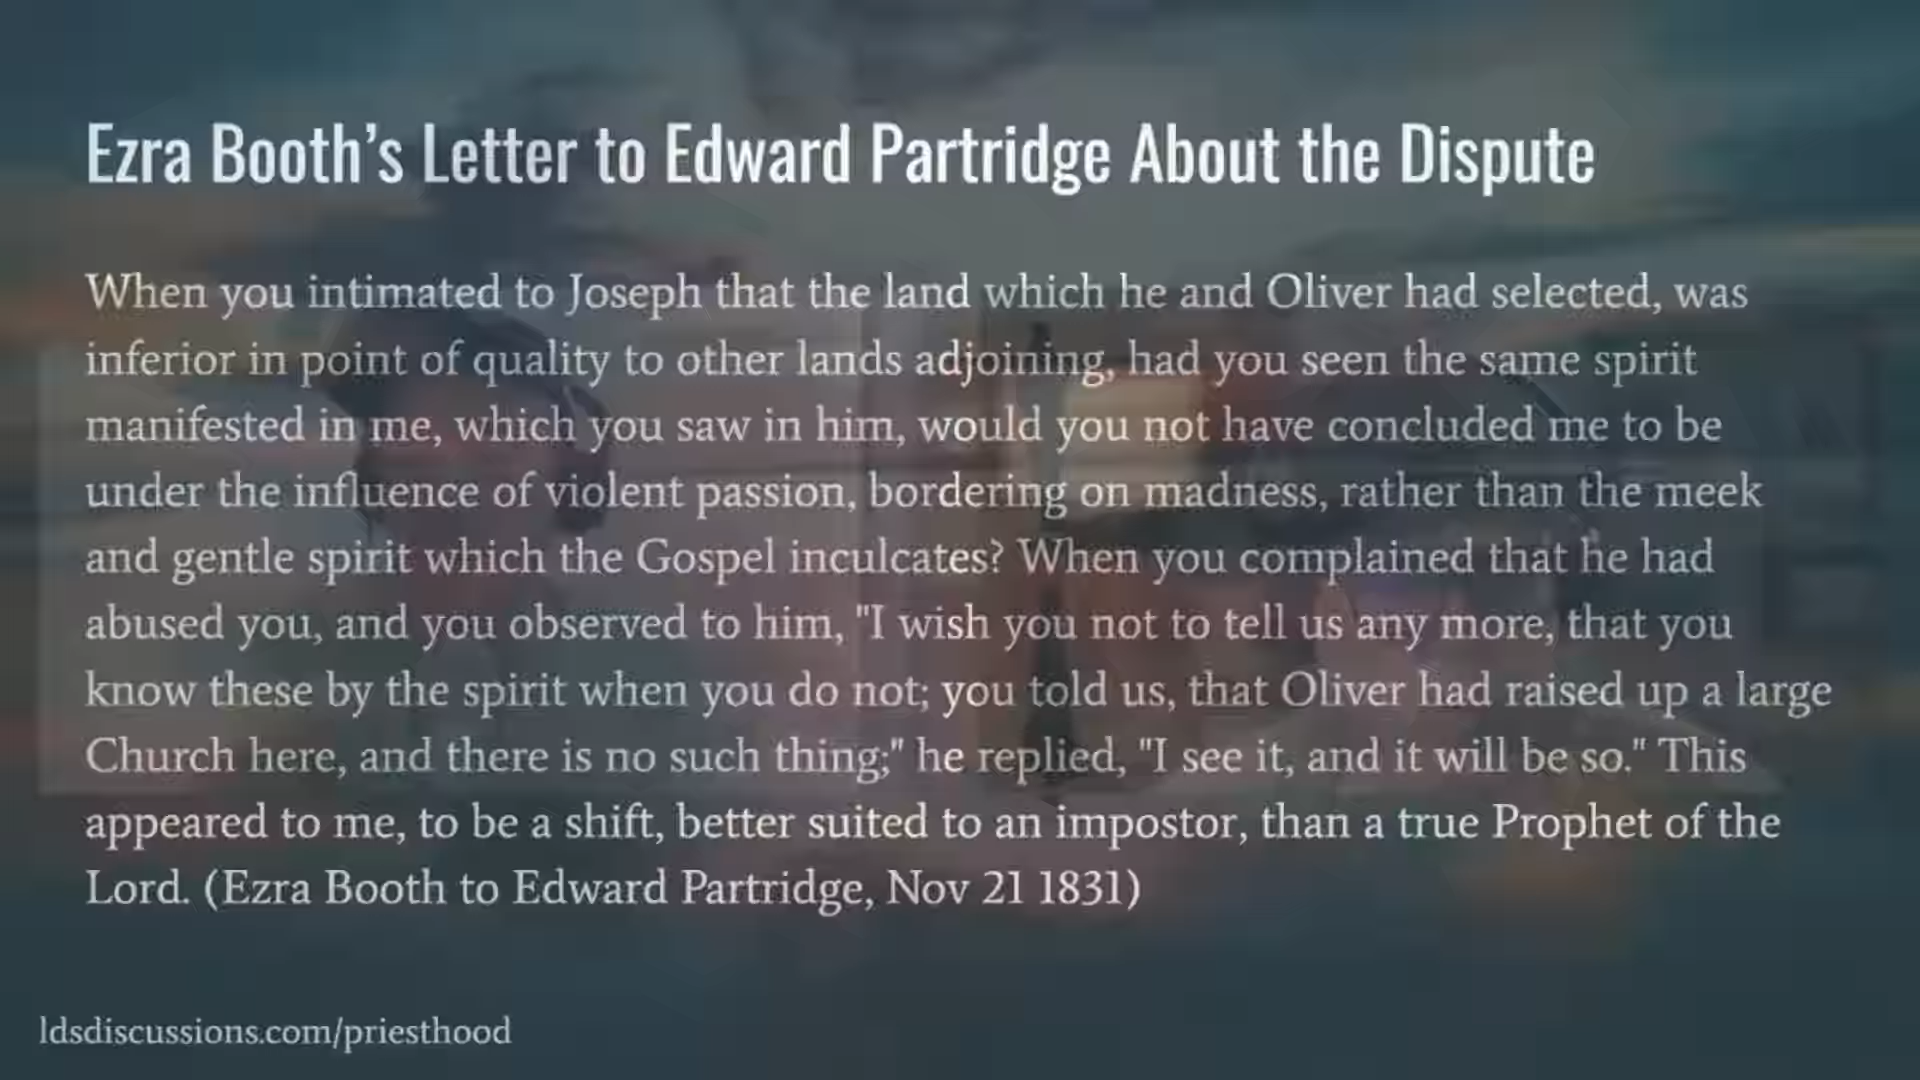 Ezra Booth’s Letter to Edward Partridge About the Dispute
When you intimated to Joseph that the land which he and Oliver had selected, was
inferior in point of quality to other lands adjoining, had you seen the same spirit
manifested in me, which you saw in him, would you not have concluded me to be
under the influence of violent passion, bordering on madness, rather than the meek
and gentle spirit which the Gospel inculcates? When you complained that he had
abused you, and you observed to him, "I wish you not to tell us any more, that you
know these by the spirit when you do not; you told us, that Oliver had raised up a large
Church here, and there is no such thing;" he replied, "I see it, and it will be so." This
appeared to me, to be a shift, better suited to an impostor, than a true Prophet of the
Lord. (Ezra Booth to Edward Partridge, Nov 21 1831)
ldsdiscussions.com/priesthood